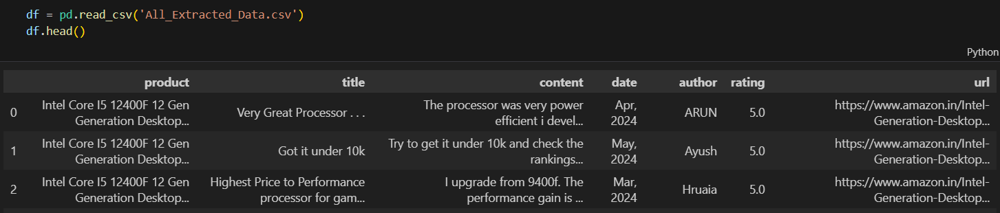 df = pd.read_csv('All_Extracted_Data.csv')
df.head()
Python
product title content date author rating url
0 Intel Core I5 12400F 12 Gen Generation Desktop... Very Great Processor . . . The processor was very power efficient i devel... Apr, 2024 ARUN 5.0 https://www.amazon.in/Intel-Generation-Desktop...
1 Intel Core I5 12400F 12 Gen Generation Desktop... Got it under 10k Try to get it under 10k and check the rankings... May, 2024 Ayush 5.0 https://www.amazon.in/Intel-Generation-Desktop...
2 Intel Core I5 12400F 12 Gen Generation Desktop... Highest Price to Performance processor for gam... I upgrade from 9400f. The performance gain is ... Mar, 2024 Hruaia 5.0 https://www.amazon.in/Intel-Generation-Desktop...